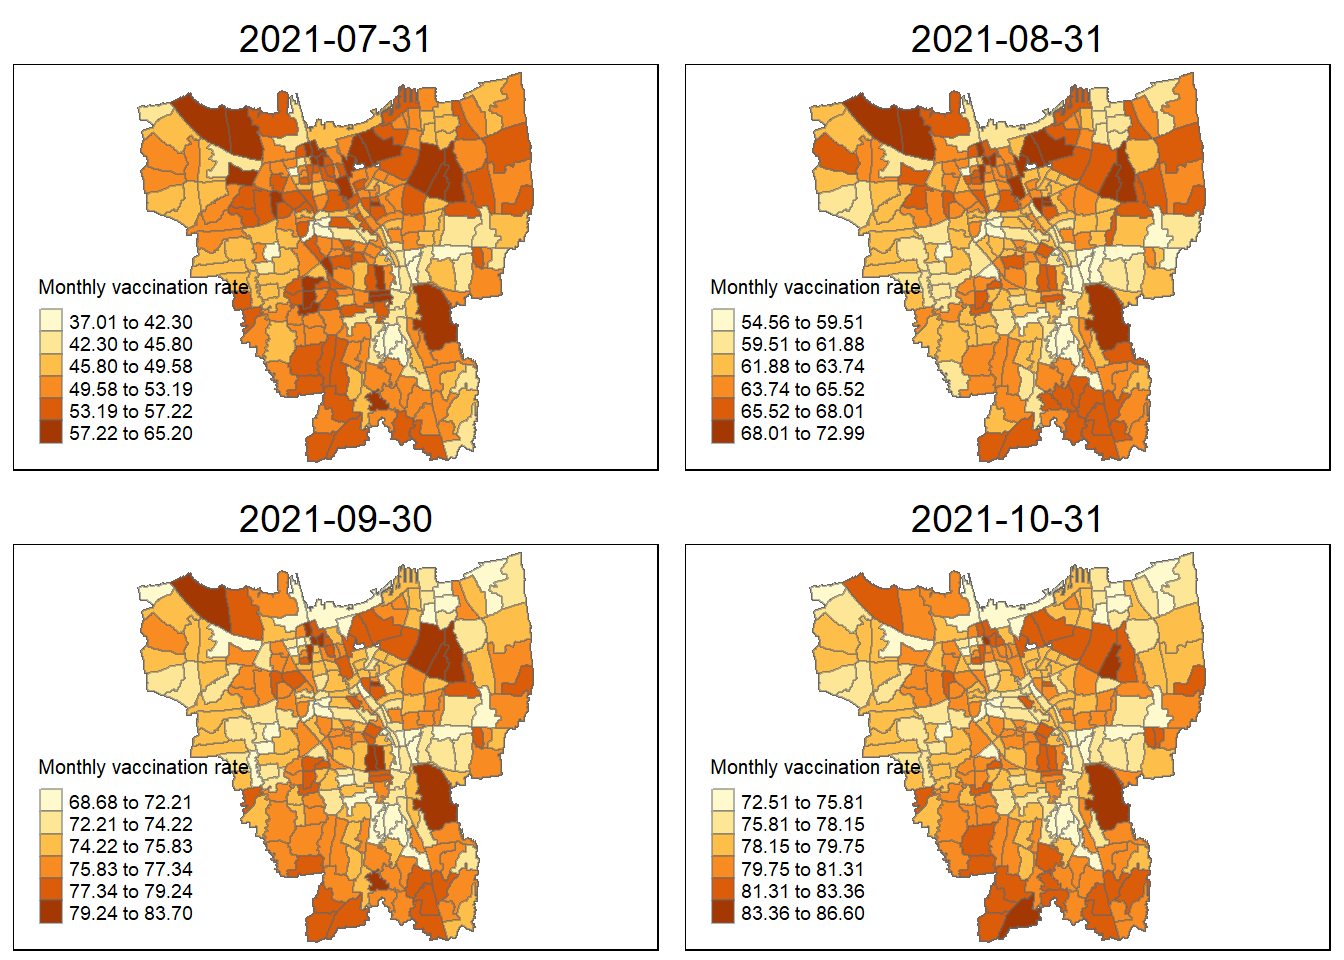 2021-07-31
Monthly vaccination rate
37.01 to 42.30
42.30 to 45.80
45.80 to 49.58
49.58 to 53.19
53.19 to 57.22
57.22 to 65.20
2021-08-31
Monthly vaccination rate
54.56 to 59.51
59.51 to 61.88
61.88 to 63.74
63.74 to 65.52
65.52 to 68.01
68.01 to 72.99
2021-09-30
Monthly vaccination rate
68.68 to 72.21
72.21 to 74.22
74.22 to 75.83
75.83 to 77.34
77.34 to 79.24
79.24 to 83.70
2021-10-31
Monthly vaccination rate
72.51 to 75.81
75.81 to 78.15
78.15 to 79.75
79.75 to 81.31
81.31 to 83.36
83.36 to 86.60